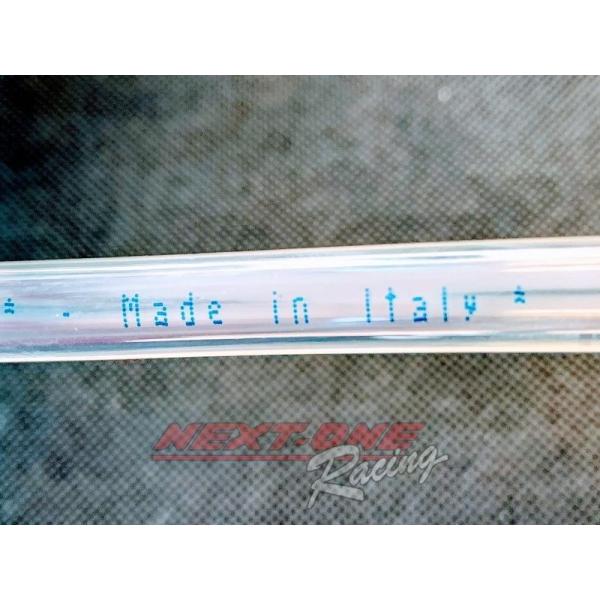 * . Made in Italy *
NEXT-ONE
Racing